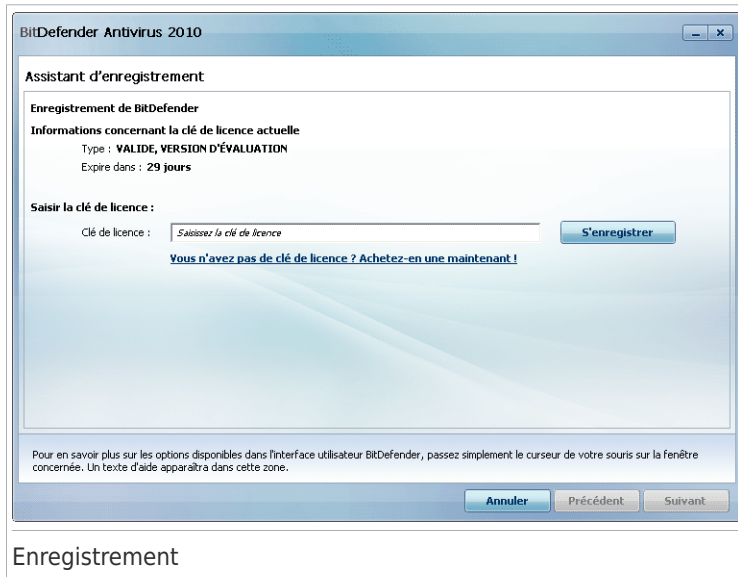 BitDefender Antivirus 2010
Assistant d'enregistrement
Enregistrement de BitDefender
Informations concernant la clé de licence actuelle
Type : VALIDE, VERSION D'ÉVALUATION
Expire dans : 29 jours
Saisir la clé de licence :
Clé de licence : Saisissez la clé de licence S'enregistrer
Vous n'avez pas de clé de licence ? Achetez-en une maintenant !
Pour en savoir plus sur les options disponibles dans l'interface utilisateur BitDefender, passez simplement le curseur de votre souris sur la fenêtre
concernée. Un texte d'aide apparaîtra dans cette zone.
Annuler Précédent Suivant
Enregistrement